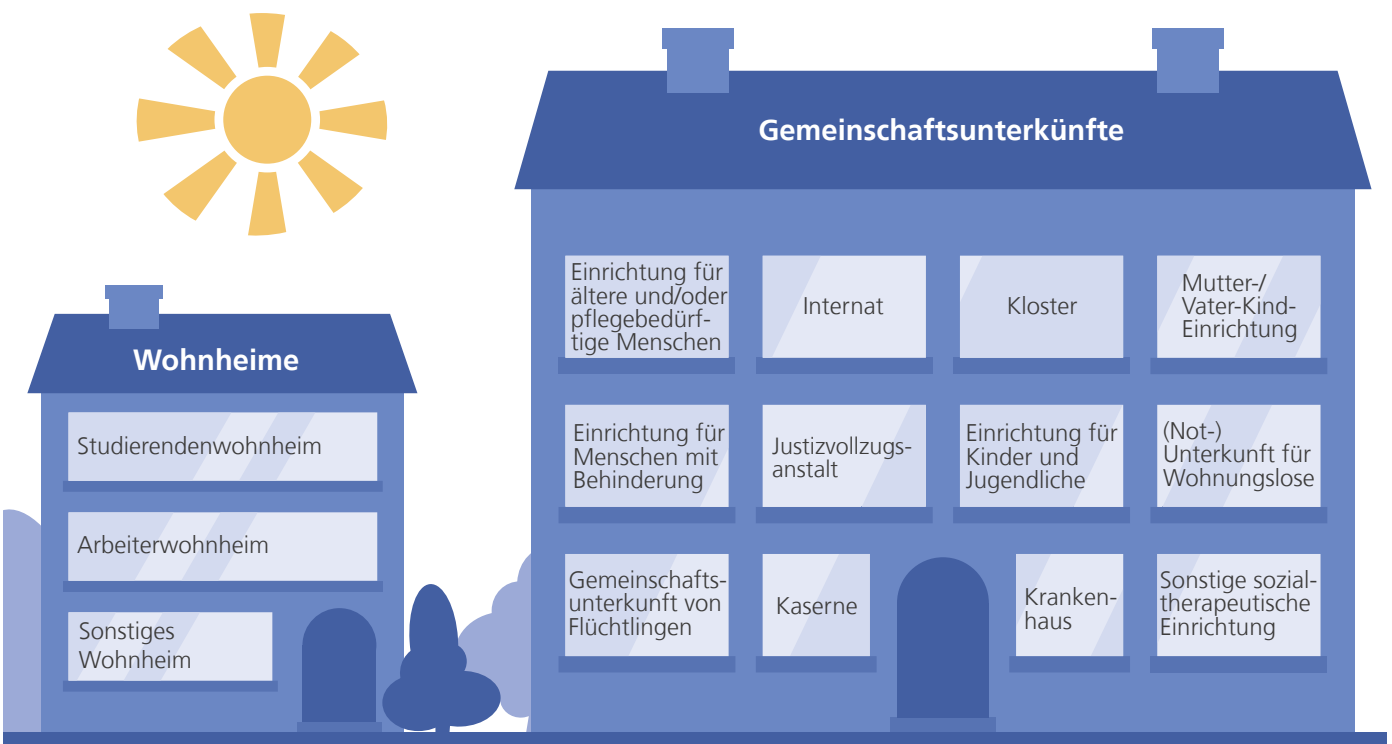 Gemeinschaftsunterkünfte
Einrichtung für
ältere und/oder
pflegebedürf-
tige Menschen
Internat
Kloster
Mutter-/
Vater-Kind-
Einrichtung
Wohnheime
Studierendenwohnheim
Arbeiterwohnheim
Sonstiges
Wohnheim
Einrichtung für
Menschen mit
Behinderung
Justizvollzugs-
anstalt
Einrichtung für
Kinder und
Jugendliche
(Not-)
Unterkunft für
Wohnungslose
Gemeinschafts-
unterkunft von
Flüchtlingen
Kaserne
Kranken-
haus
Sonstige sozial-
therapeutische
Einrichtung